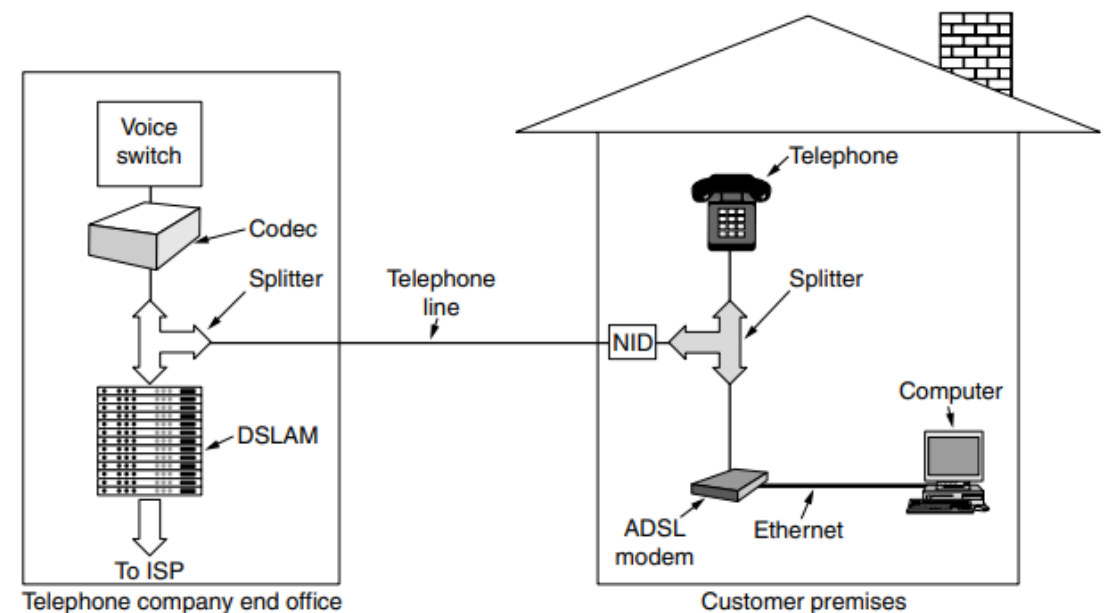 Voice
switch
Codec
Splitter
Telephone
line
DSLAM
To ISP
Telephone company end office
Telephone
NID
Splitter
Computer
ADSL
modem
Ethernet
Customer premises